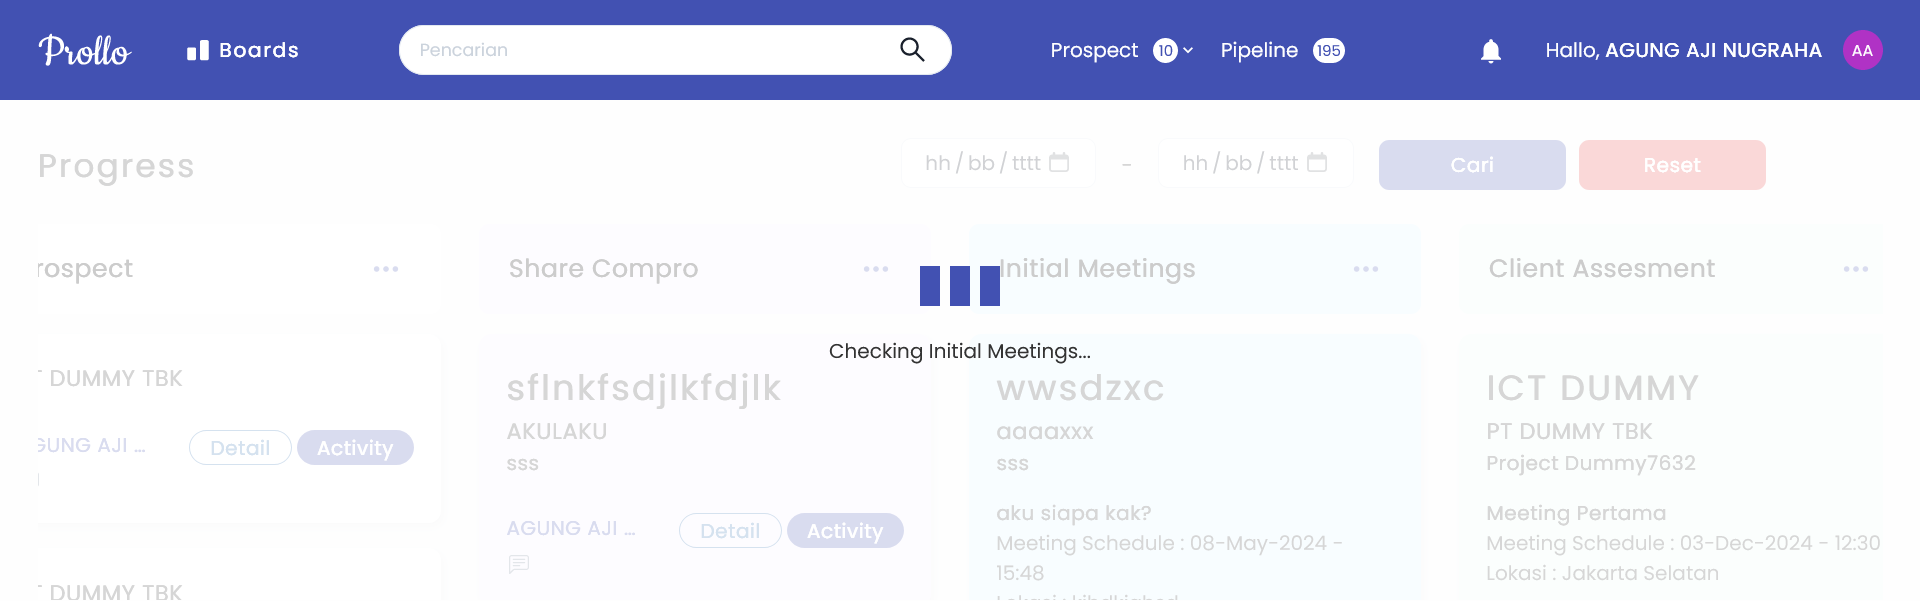 Prollo
Boards
Pencarian
Prospect 10
Pipeline 195
Hallo, AGUNG AJI NUGRAHA
AA
Progress
hh / bb / tttt
-
hh / bb / tttt
Cari
Reset
rospect
Share Compro
Initial Meetings
Client Assesment
Checking Initial Meetings...
T DUMMY TBK
GUNG AJI ...
Detail
Activity
T DUMMY TBK
sflnkfsdjlkfdjlk
AKULAKU
sss
AGUNG AJI ...
Detail
Activity
wwsdzxc
aaaaxxx
sss
aku siapa kak?
Meeting Schedule : 08-May-2024 -
15:48
ICT DUMMY
PT DUMMY TBK
Project Dummy7632
Meeting Pertama
Meeting Schedule : 03-Dec-2024 - 12:30
Lokasi : Jakarta Selatan